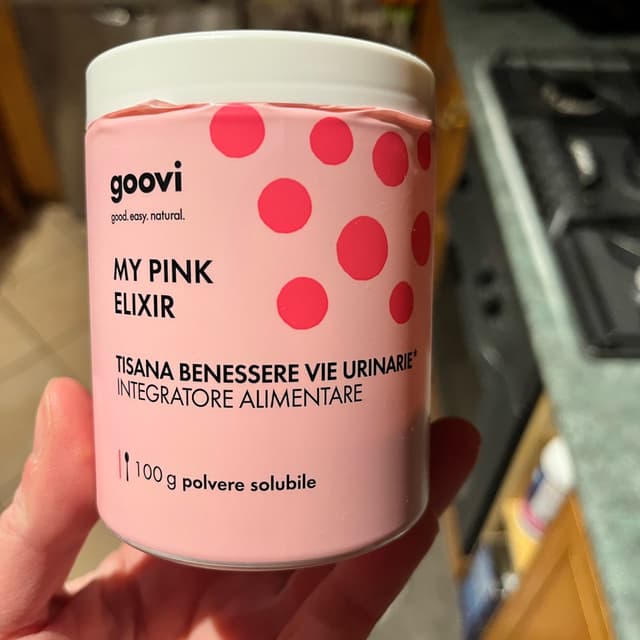 goovi
good. easy. natural.
MY PINK
ELIXIR
TISANA BENESSERE VIE URINARIE*
INTEGRATORE ALIMENTARE
100 g polvere solubile